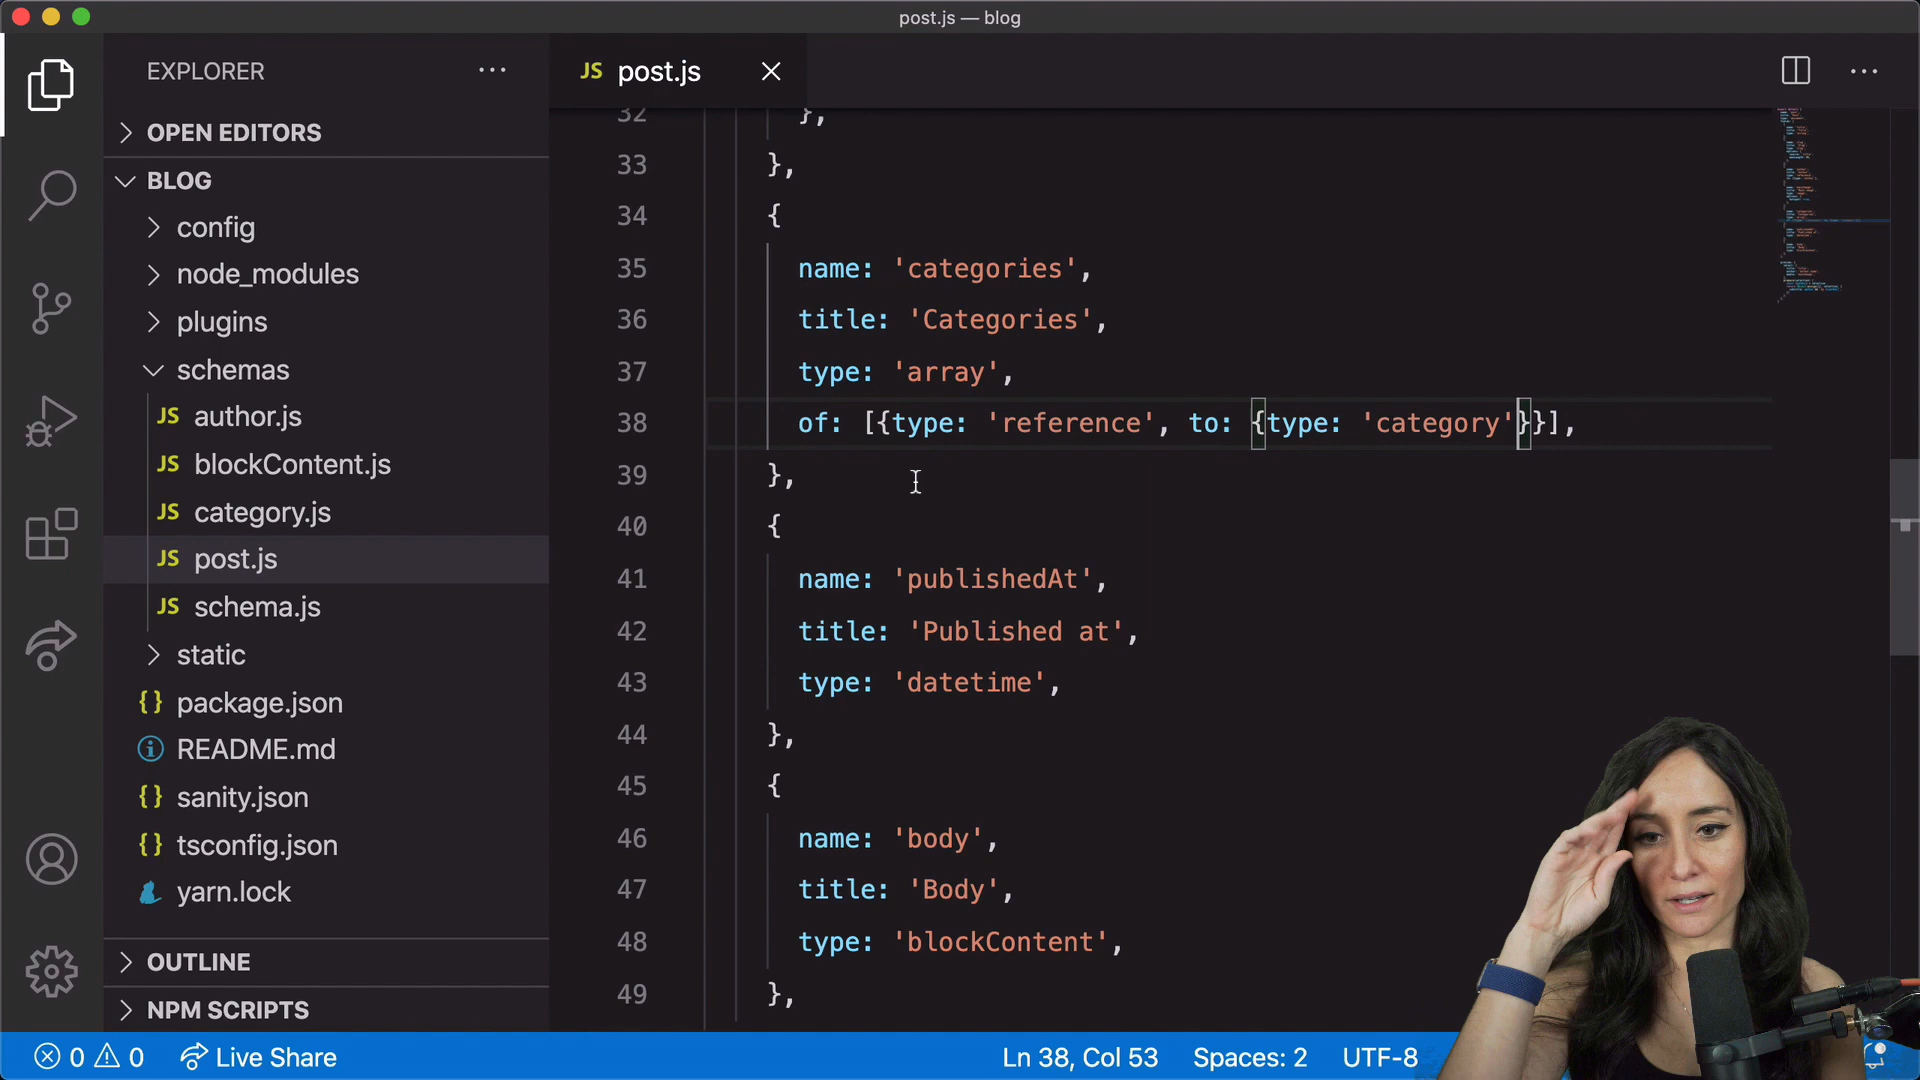 post.js — blog
EXPLORER
OPEN EDITORS
BLOG
config
node_modules
plugins
schemas
JS author.js
JS blockContent.js
JS category.js
JS post.js
JS schema.js
static
{} package.json
README.md
{} sanity.json
{} tsconfig.json
yarn.lock
OUTLINE
NPM SCRIPTS
JS post.js
32 },
33 },
34 {
35 name: 'categories',
36 title: 'Categories',
37 type: 'array',
38 of: [{type: 'reference', to: {type: 'category'}}],
39 },
40 {
41 name: 'publishedAt',
42 title: 'Published at',
43 type: 'datetime',
44 },
45 {
46 name: 'body',
47 title: 'Body',
48 type: 'blockContent',
49 },
0 0 Live Share Ln 38, Col 53 Spaces: 2 UTF-8